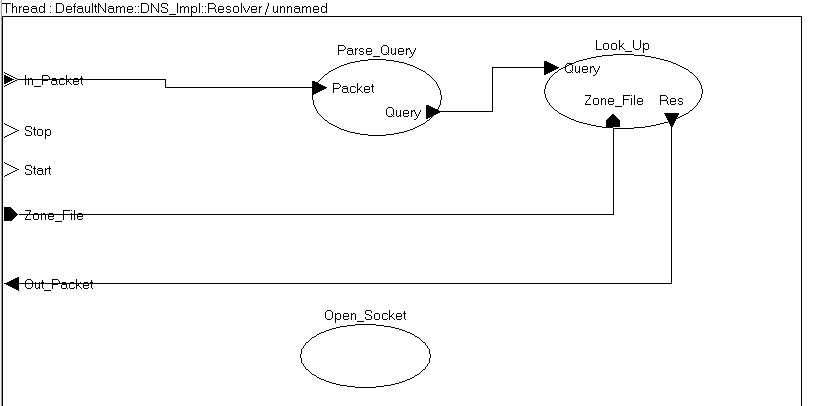 Thread : DefaultName::DNS_Impl::Resolver / unnamed
Parse_Query
Look_Up
In_Packet
Packet
Query
Query
Zone_File
Res
Stop
Start
Zone_File
Out_Packet
Open_Socket